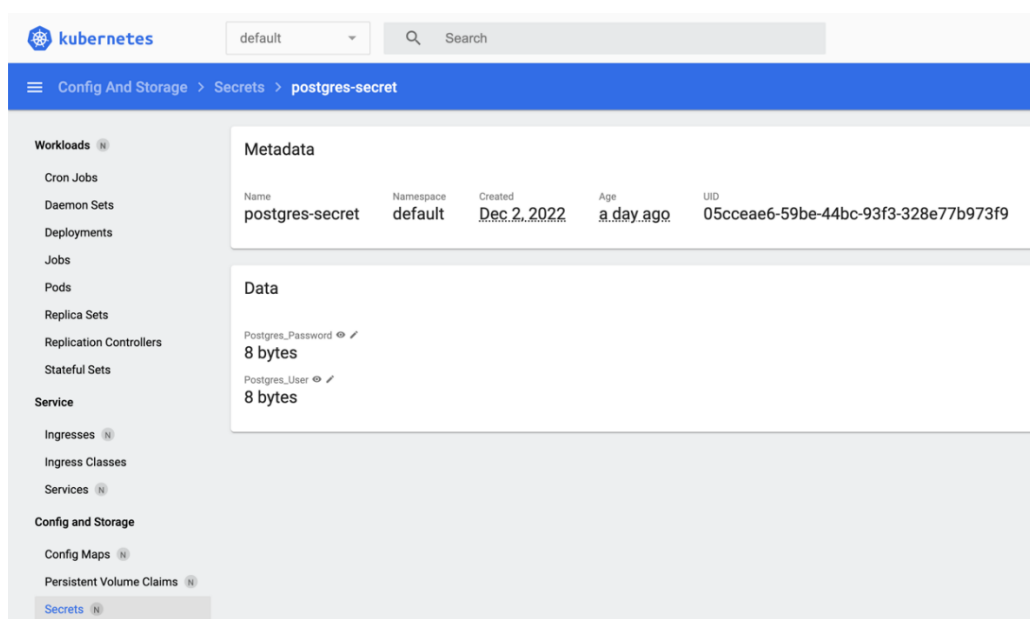 kubernetes
default
Search
Config And Storage > Secrets > postgres-secret
Workloads N
Cron Jobs
Daemon Sets
Deployments
Jobs
Pods
Replica Sets
Replication Controllers
Stateful Sets
Service
Ingresses N
Ingress Classes
Services N
Config and Storage
Config Maps N
Persistent Volume Claims N
Secrets N
Metadata
Name Namespace Created Age UID
postgres-secret default Dec 2, 2022 a day ago 05cceae6-59be-44bc-93f3-328e77b973f9
Data
Postgres_Password
8 bytes
Postgres_User
8 bytes